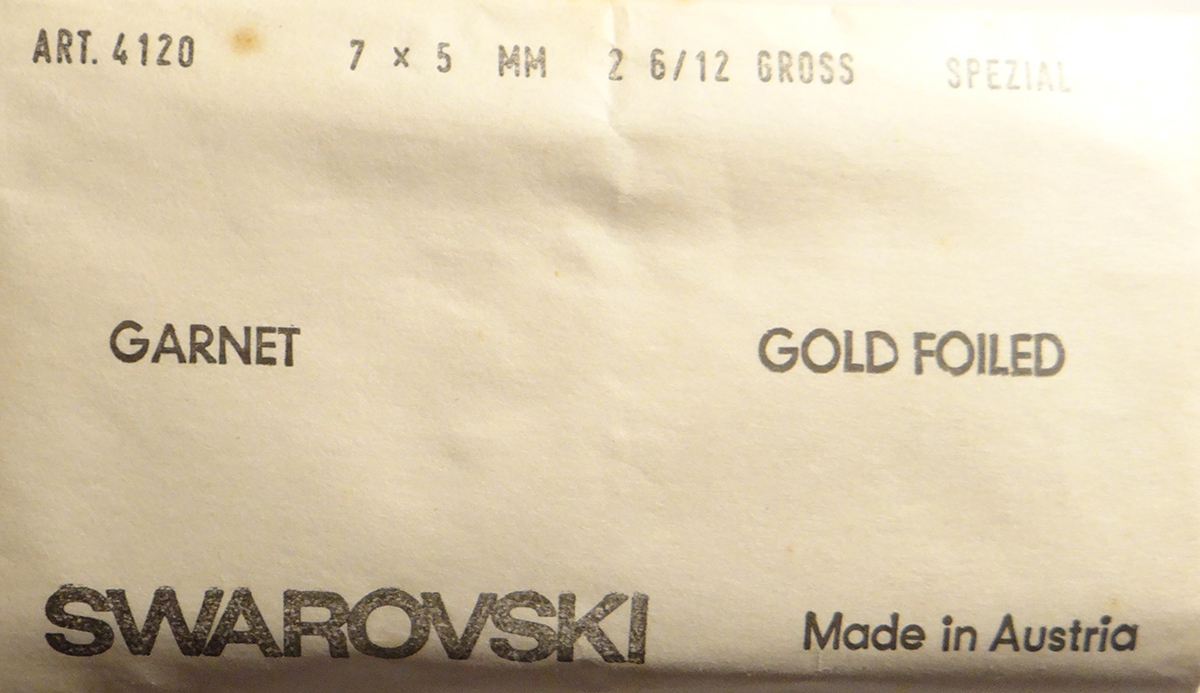 ART. 4120 7 x 5 MM 2 6/12 GROSS SPEZIAL
GARNET GOLD FOILED
SWAROVSKI Made in Austria